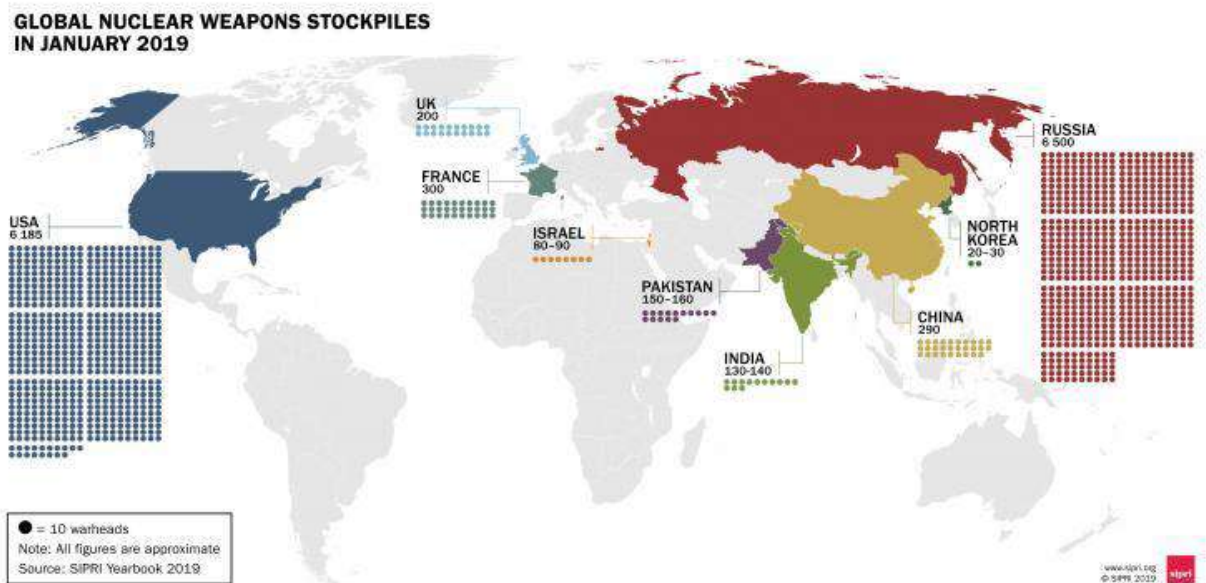 GLOBAL NUCLEAR WEAPONS STOCKPILES
IN JANUARY 2019
UK
200
FRANCE
300
USA
6 185
ISRAEL
80–90
PAKISTAN
150–160
INDIA
130-140
RUSSIA
6 500
NORTH
KOREA
20–30
CHINA
290
= 10 warheads
Note: All figures are approximate
Source: SIPRI Yearbook 2019
www.sipri.org
© SIPRI 2019
sipri